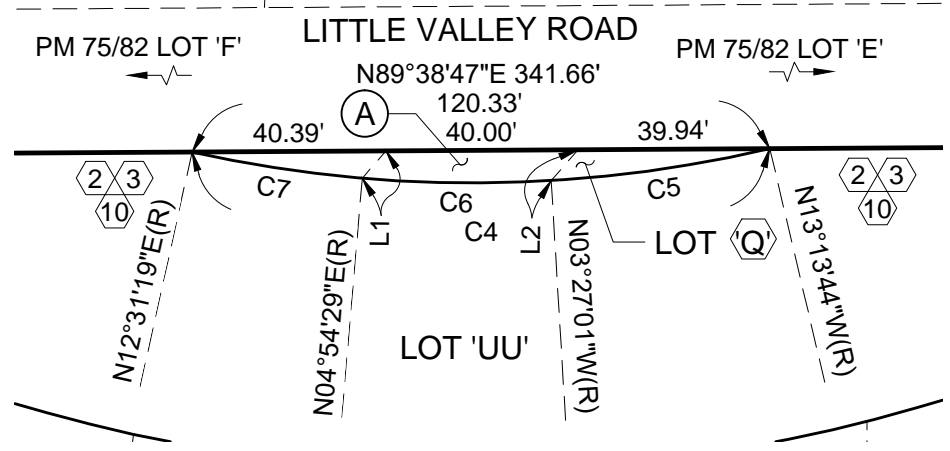 LITTLE VALLEY ROAD
PM 75/82 LOT 'F'
PM 75/82 LOT 'E'
N89°38'47"E 341.66'
120.33'
A
40.39'
40.00'
39.94'
2 3
10
C7
C6
C5
2 3
10
L1
C4
L2
LOT 'Q'
N12°31'19"E(R)
N04°54'29"E(R)
N03°27'01"W(R)
N13°13'44"W(R)
LOT 'UU'